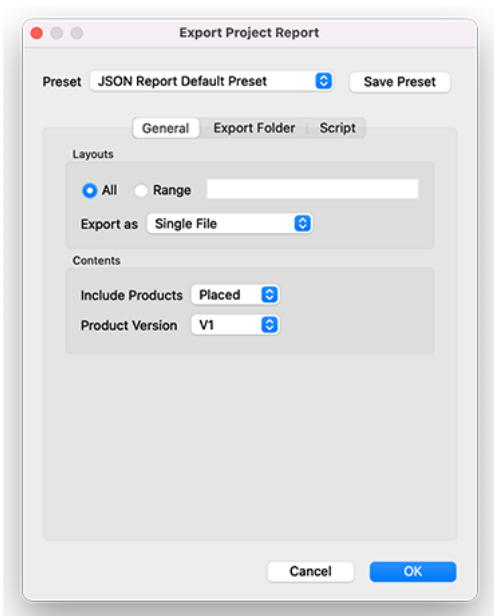 Export Project Report
Preset JSON Report Default Preset Save Preset
General Export Folder Script
Layouts
All Range
Export as Single File
Contents
Include Products Placed
Product Version V1
Cancel OK